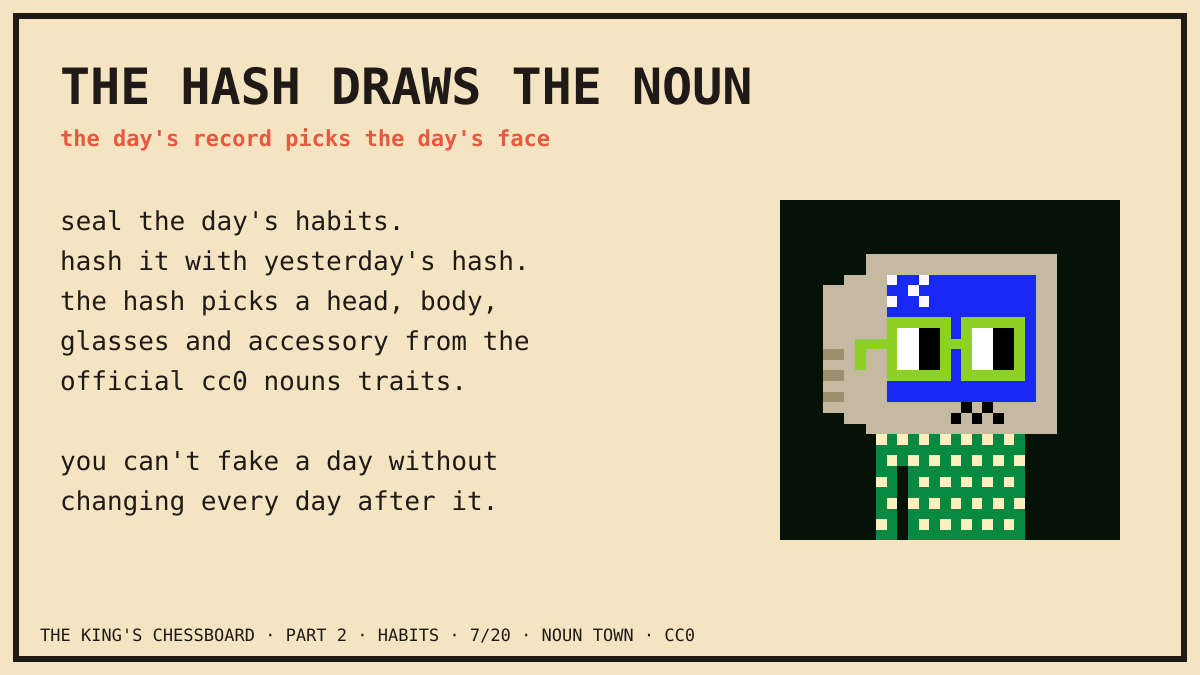 THE HASH DRAWS THE NOUN
the day's record picks the day's face
seal the day's habits.
hash it with yesterday's hash.
the hash picks a head, body,
glasses and accessory from the
official cc0 nouns traits.
you can't fake a day without
changing every day after it.
THE KING'S CHESSBOARD · PART 2 · HABITS · 7/20 · NOUN TOWN · CC0